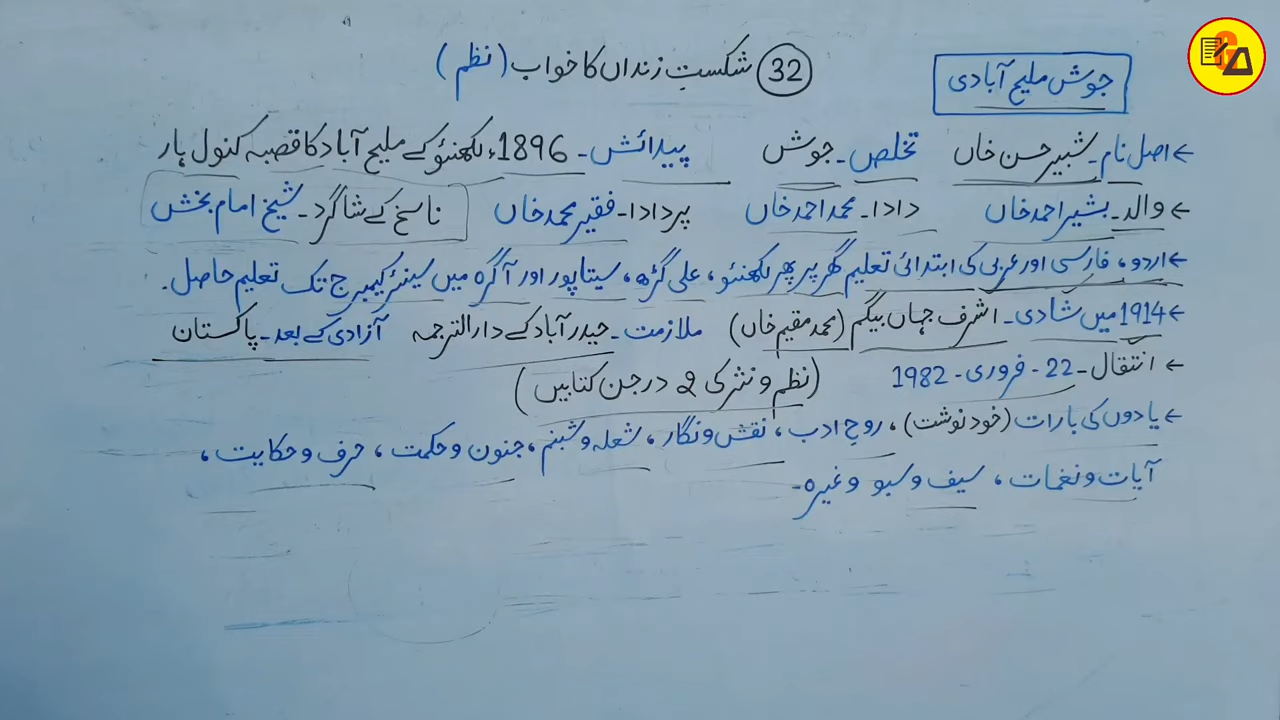 32 شکستِ زنداں کا خواب (نظم)
جوش ملیح آبادی
← اصل نام۔ شبیر حسن خاں تخلص۔ جوش پیدائش۔ 1896ء لکھنئو کے ملیح آباد کا قصبہ کنول ہار
← والد۔ بشیر احمد خاں دادا۔ محمد احمد خاں پردادا۔ فقیر محمد خاں ناسخ کے شاگرد۔ شیخ امام بخش
← اردو، فارسی اور عربی کی ابتدائی تعلیم گھر پر پھر لکھنئو، علی گڑھ، سیتاپور اور آگرہ میں سینئر کیمبرج تک تعلیم حاصل۔
← 1914 میں شادی۔ اشرف جہاں بیگم (محمد مقیم خاں) ملازمت۔ حیدر آباد کے دارالترجمہ آزادی کے بعد۔ پاکستان
← انتقال۔ 22۔ فروری۔ 1982 (نظم و نثر کی 2 درجن کتابیں)
← یادوں کی بارات (خود نوشت)، روحِ ادب، نقش و نگار، شعلہ و شبنم، جنون و حکمت، حرف و حکایت،
آیات و نغمات، سیف و سبو وغیرہ۔